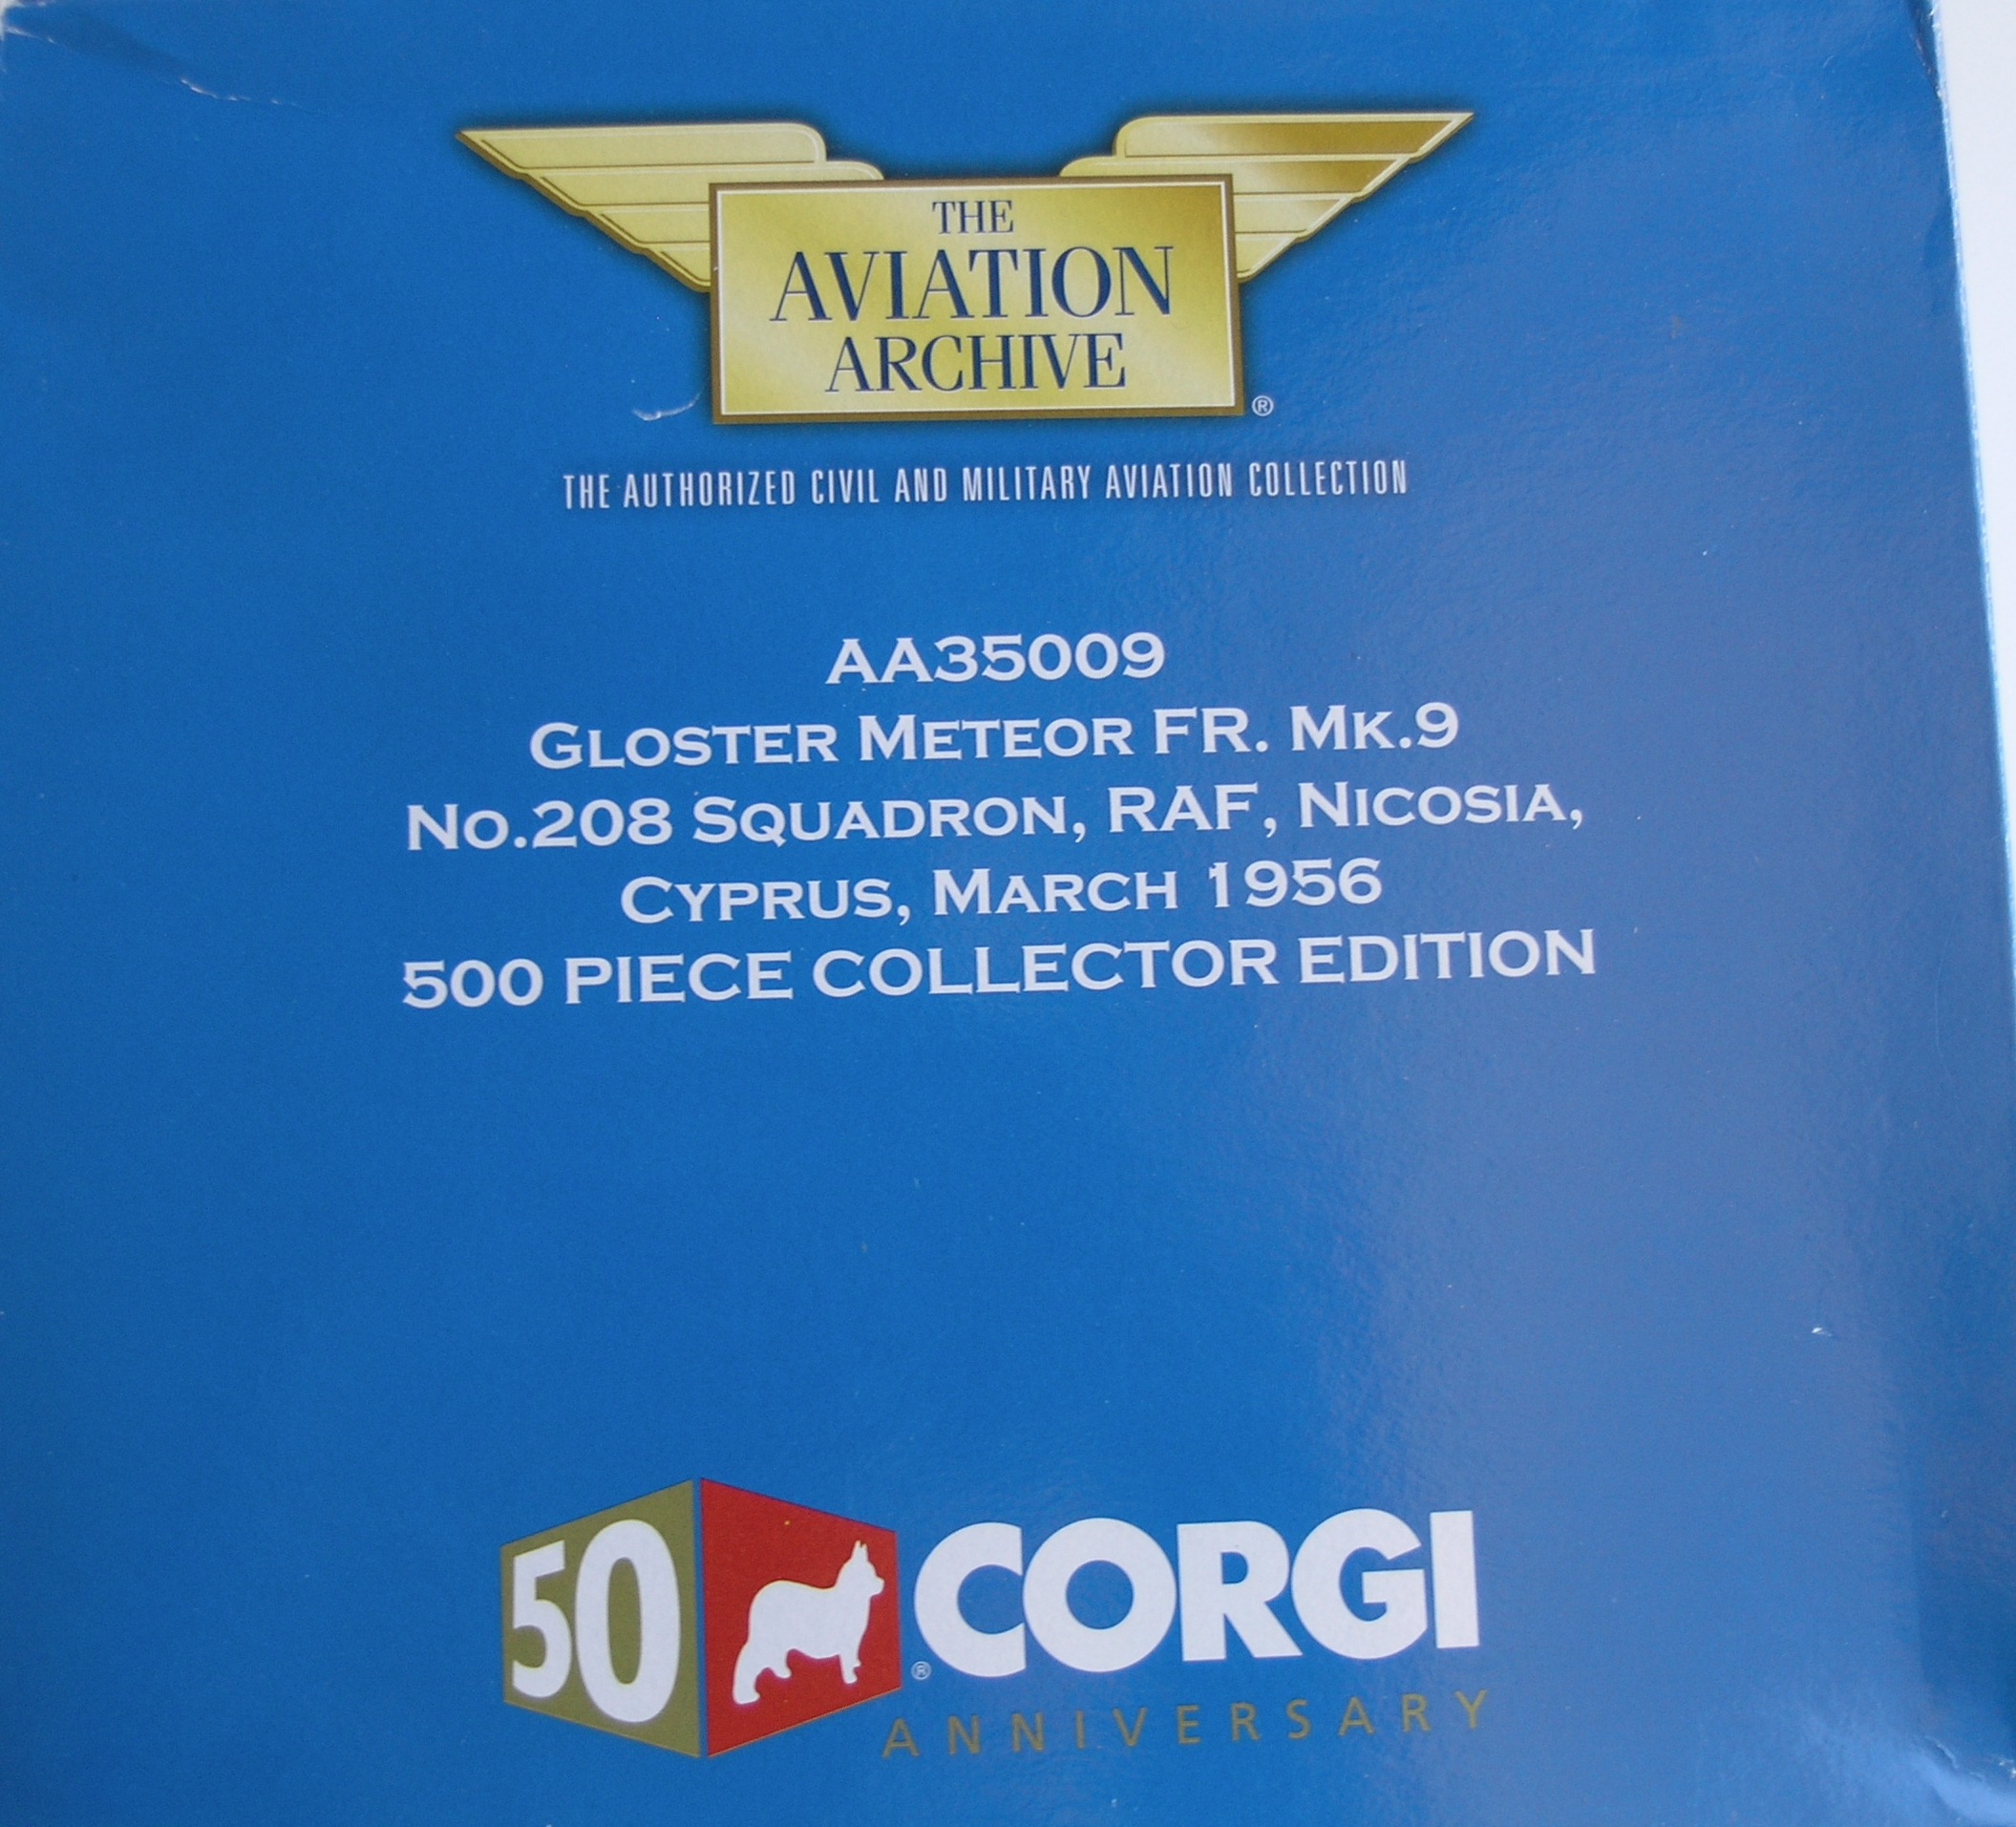 THE
AVIATION
ARCHIVE
®
THE AUTHORIZED CIVIL AND MILITARY AVIATION COLLECTION
AA35009
GLOSTER METEOR FR. MK.9
NO.208 SQUADRON, RAF, NICOSIA,
CYPRUS, MARCH 1956
500 PIECE COLLECTOR EDITION
50 ® CORGI
ANNIVERSARY